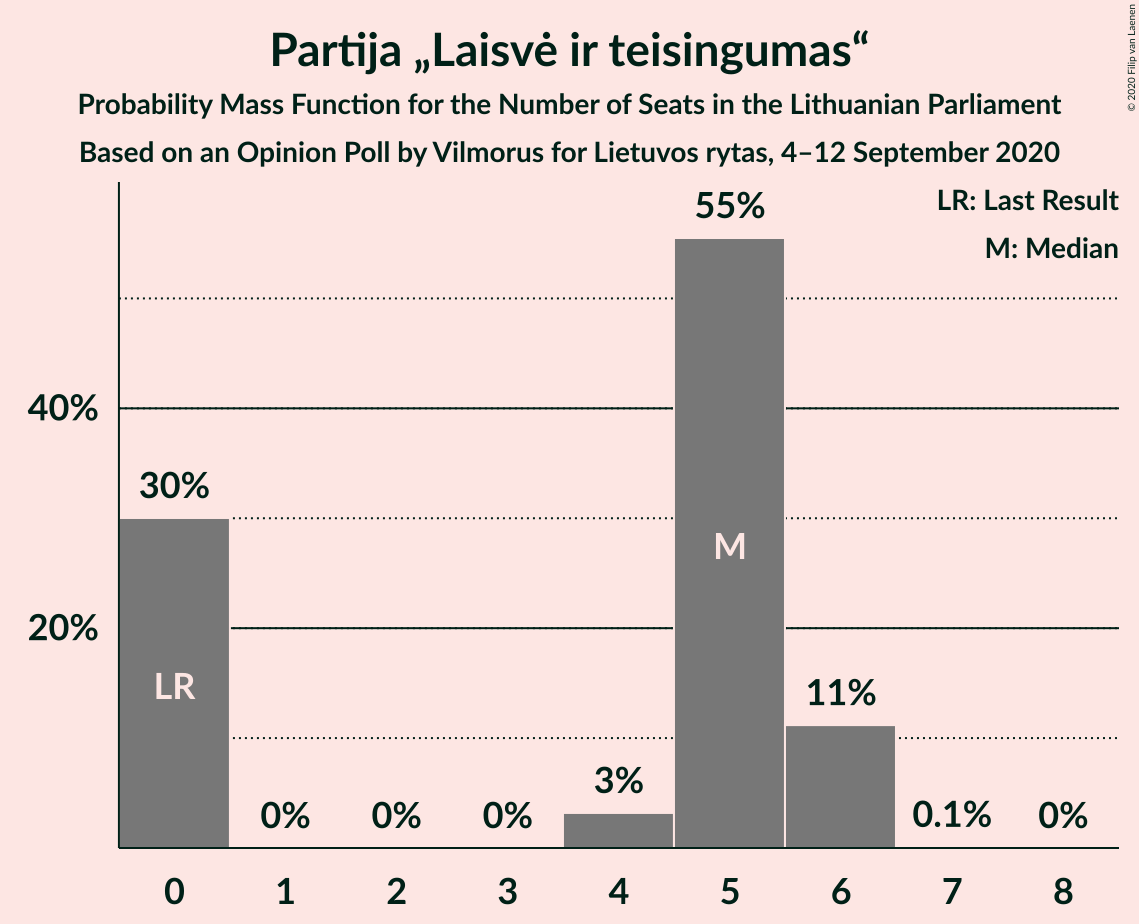 © 2020 Filip van Laenen
Partija „Laisvė ir teisingumas“
Probability Mass Function for the Number of Seats in the Lithuanian Parliament
Based on an Opinion Poll by Vilmorus for Lietuvos rytas, 4–12 September 2020
LR: Last Result
M: Median
55%
40%
30%
M
20%
LR
11%
3%
0% 0% 0% 0.1% 0%
0 1 2 3 4 5 6 7 8